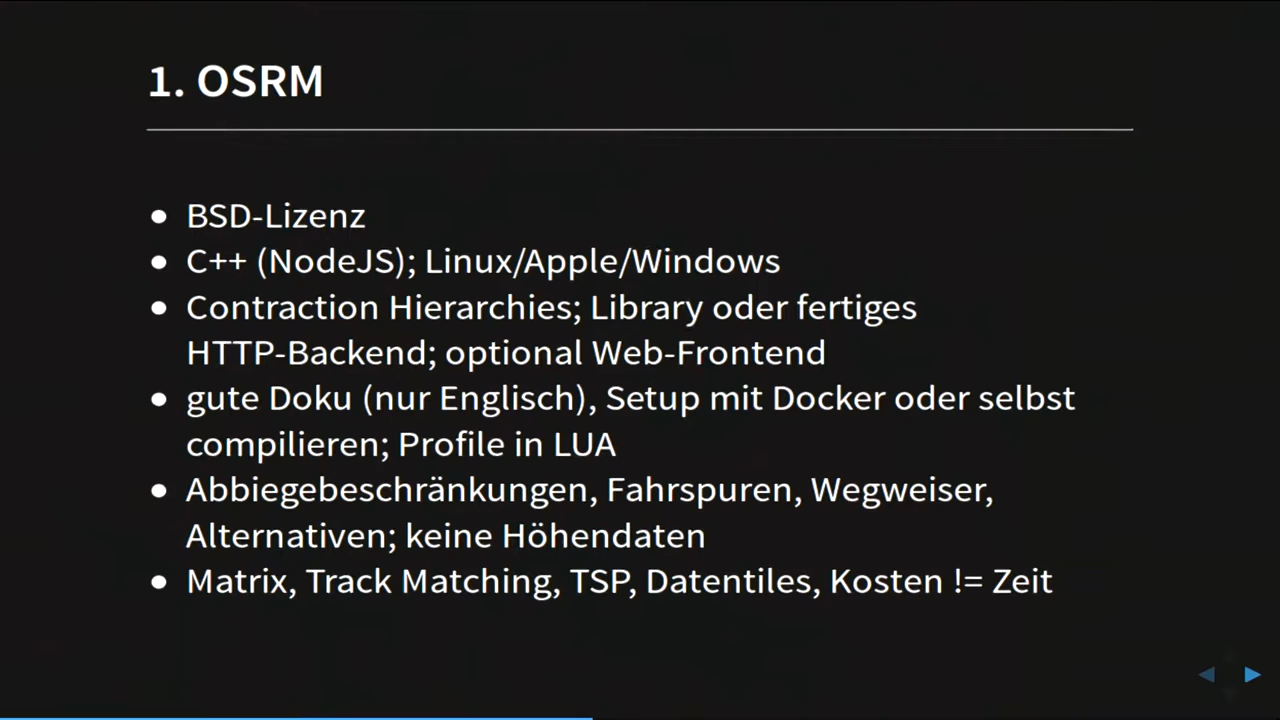 1. OSRM
• BSD-Lizenz
• C++ (NodeJS); Linux/Apple/Windows
• Contraction Hierarchies; Library oder fertiges
HTTP-Backend; optional Web-Frontend
• gute Doku (nur Englisch), Setup mit Docker oder selbst
compilieren; Profile in LUA
• Abbiegebeschränkungen, Fahrspuren, Wegweiser,
Alternativen; keine Höhendaten
• Matrix, Track Matching, TSP, Datentiles, Kosten != Zeit